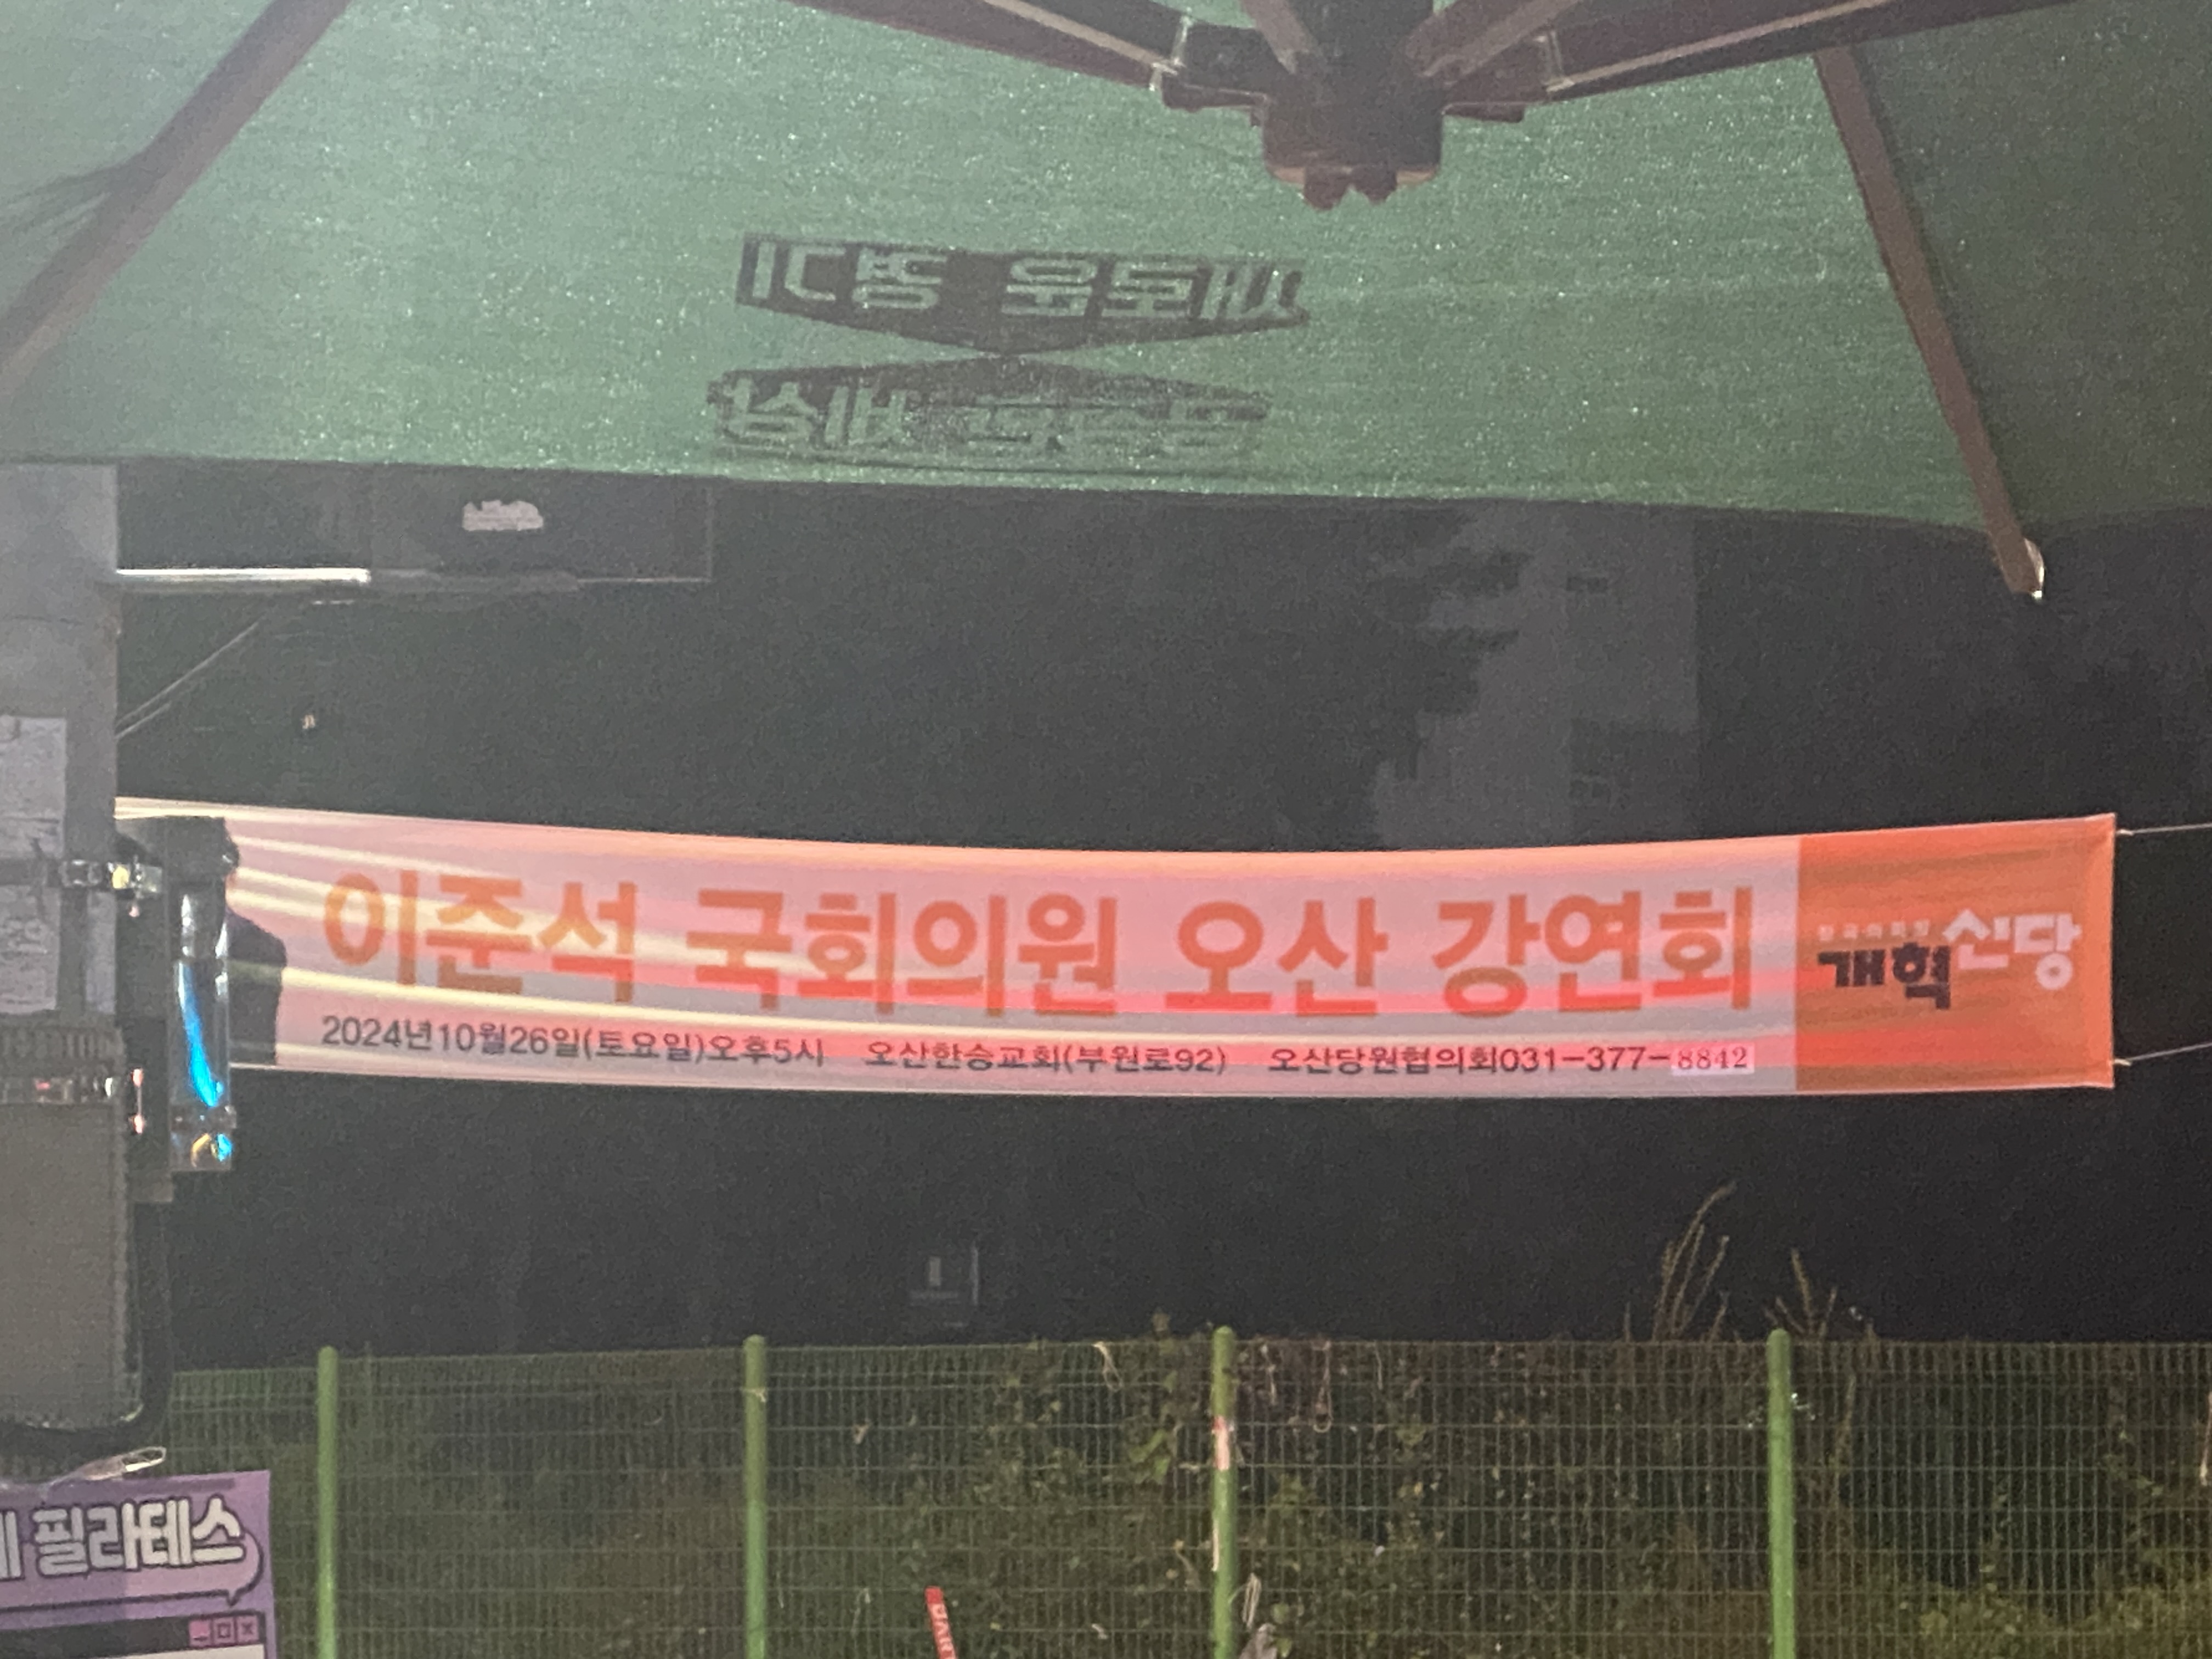 이준석 국회의원 오산 강연회
2024년10월26일(토요일)오후5시 오산한승교회(부원로92) 오산당원협의회031-377-8842
개혁신당
필라테스